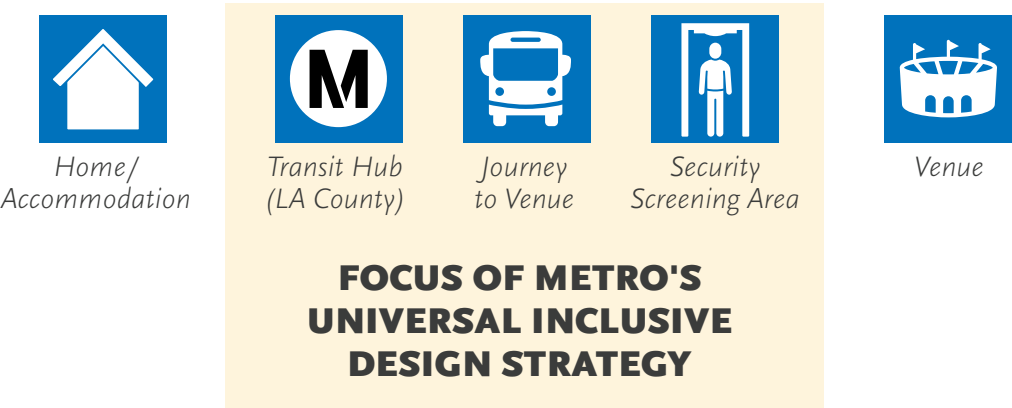 M
Home/
Accommodation
Transit Hub
(LA County)
Journey
to Venue
Security
Screening Area
Venue
FOCUS OF METRO'S
UNIVERSAL INCLUSIVE
DESIGN STRATEGY